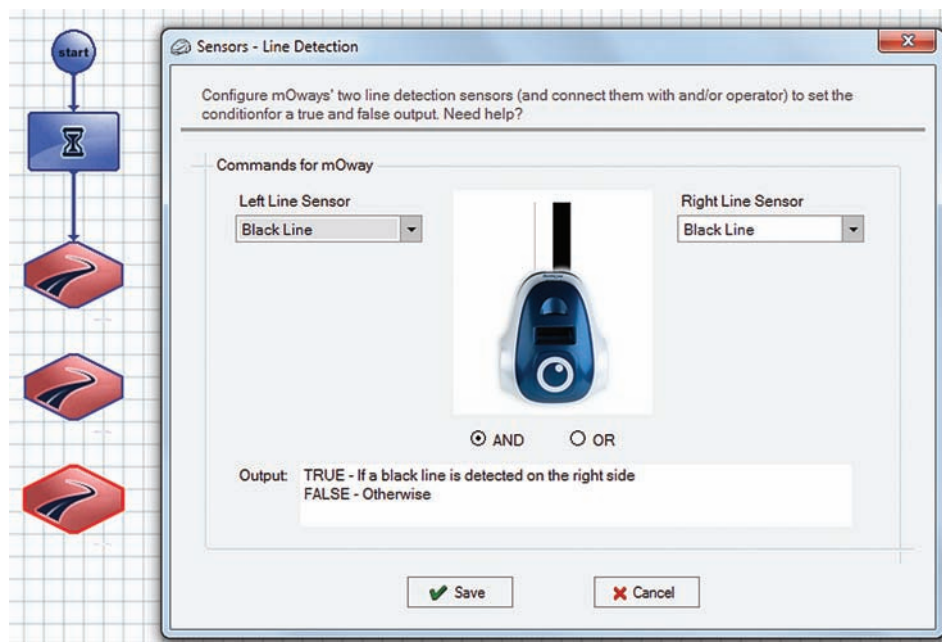 start
Sensors - Line Detection
Configure mOways' two line detection sensors (and connect them with and/or operator) to set the
conditionfor a true and false output. Need help?
Commands for mOway
Left Line Sensor
Right Line Sensor
Black Line
Black Line
AND
OR
Output:
TRUE - If a black line is detected on the right side
FALSE - Otherwise
Save
Cancel